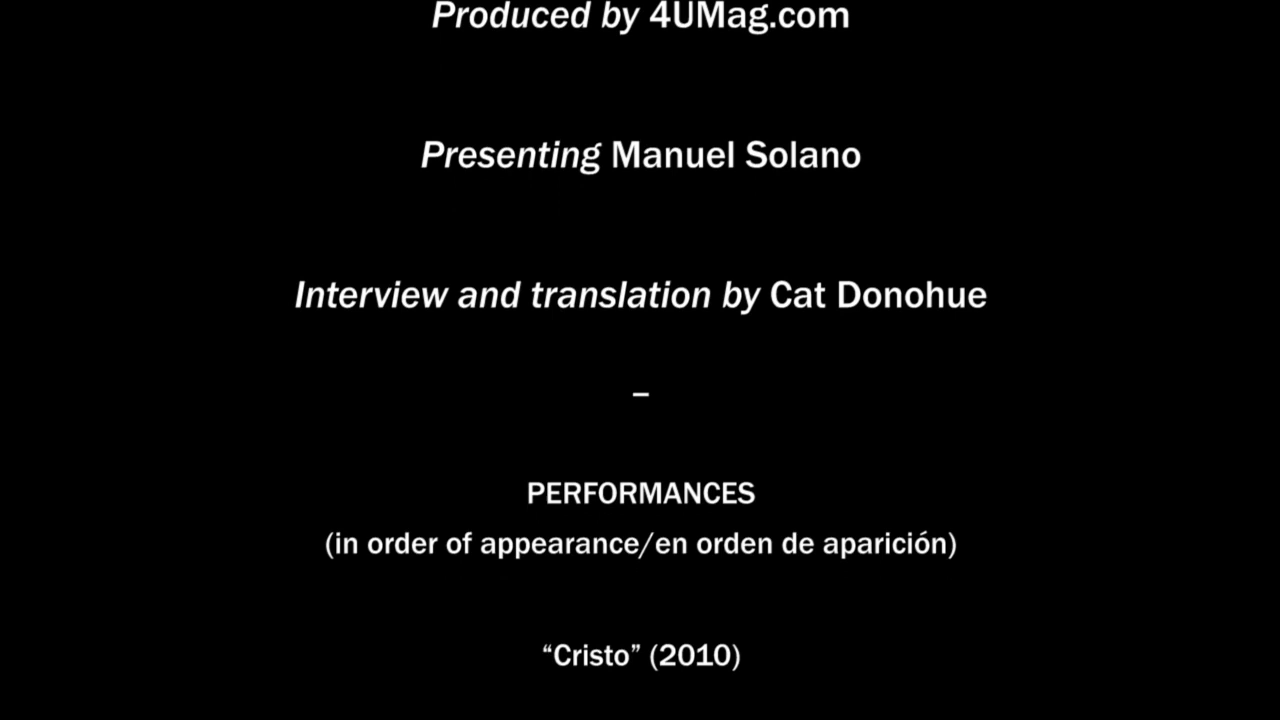 Produced by 4UMag.com
Presenting Manuel Solano
Interview and translation by Cat Donohue
–
PERFORMANCES
(in order of appearance/en orden de aparición)
“Cristo” (2010)